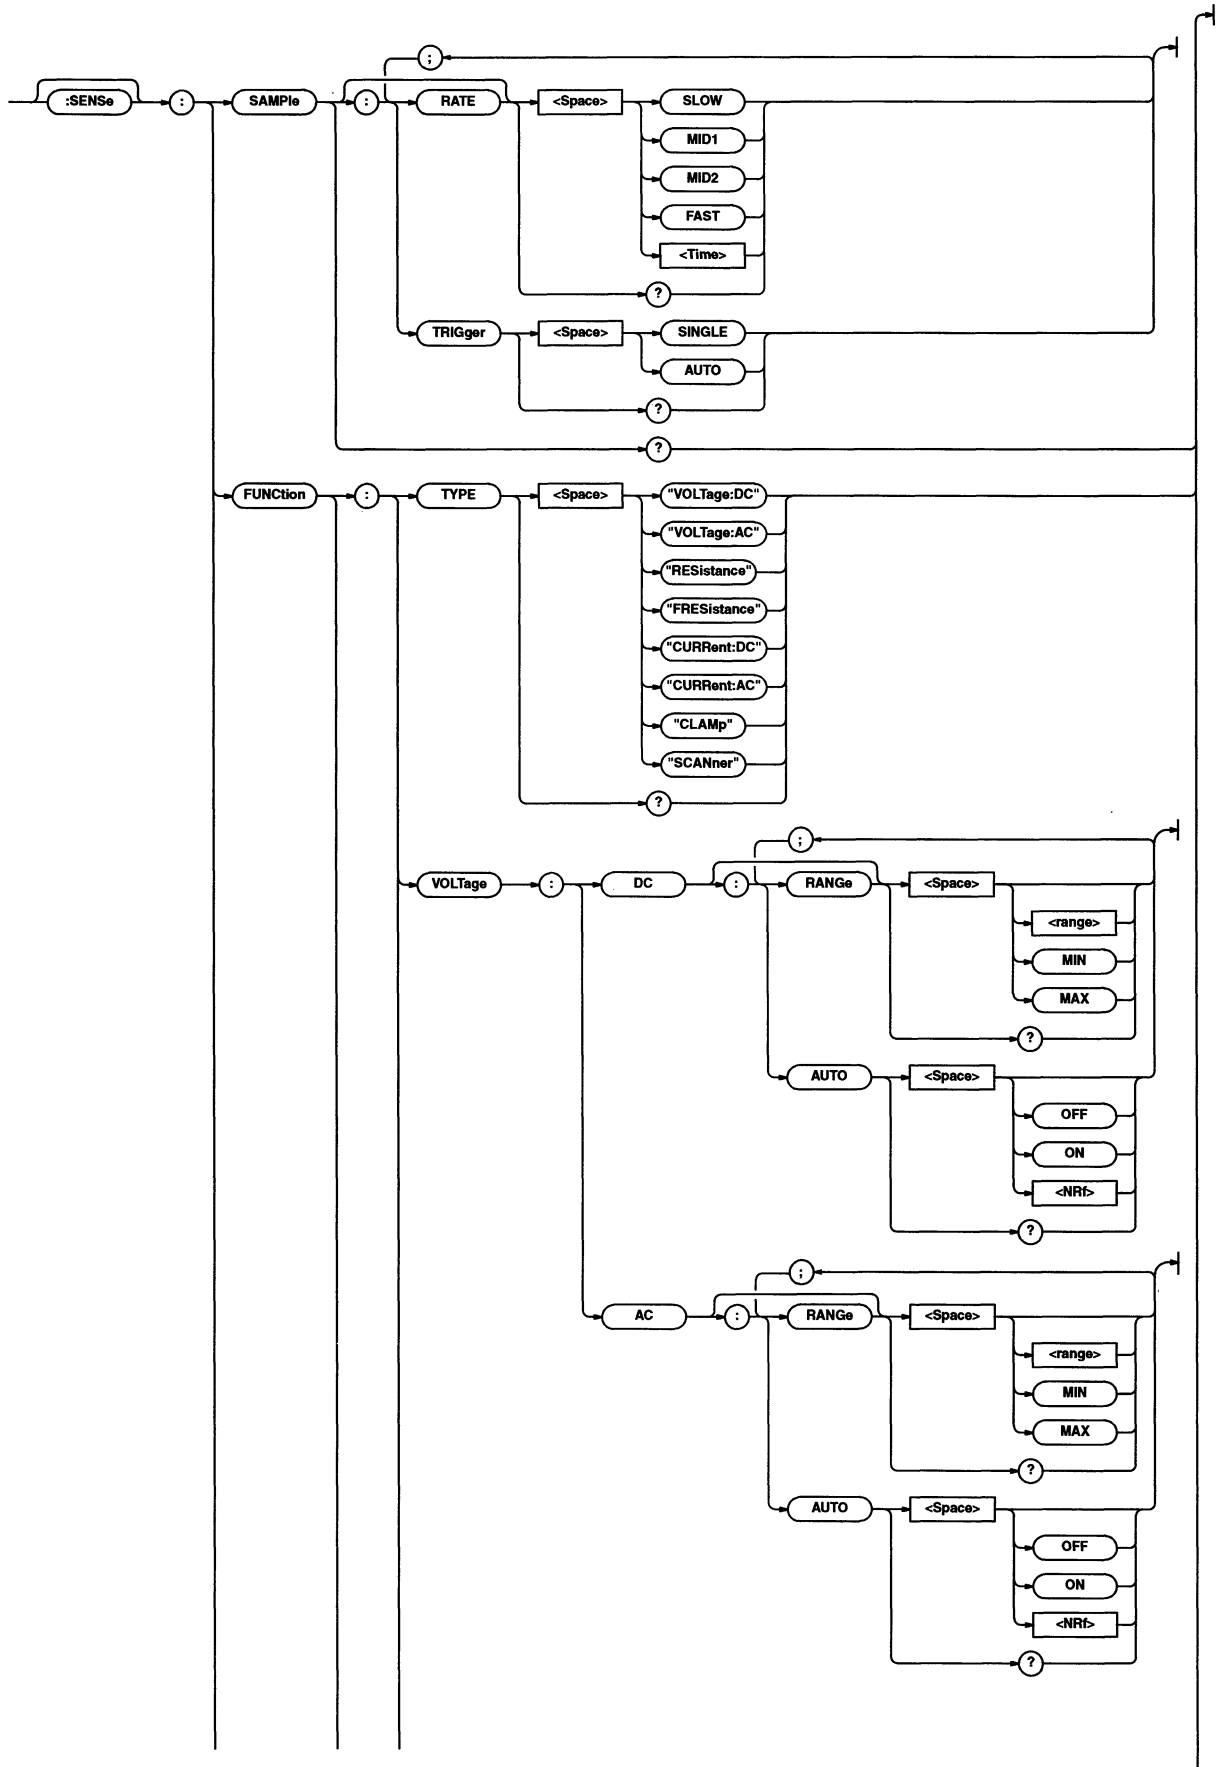 ;
:SENSe : SAMPle : RATE <Space> SLOW
MID1
MID2
FAST
<Time>
?
TRIGger <Space> SINGLE
AUTO
?
?
FUNCtion : TYPE <Space> "VOLTage:DC"
"VOLTage:AC"
"RESistance"
"FRESistance"
"CURRent:DC"
"CURRent:AC"
"CLAMp"
"SCANner"
?
;
VOLTage : DC : RANGe <Space>
<range>
MIN
MAX
?
AUTO <Space>
OFF
ON
<NRf>
?
;
AC : RANGe <Space>
<range>
MIN
MAX
?
AUTO <Space>
OFF
ON
<NRf>
?